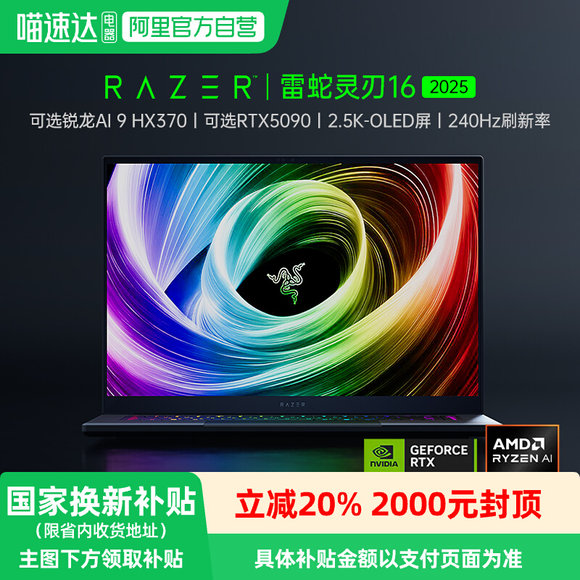 喵速达电器 阿里官方自营
RAZER™ | 雷蛇灵刃16 2025
可选锐龙AI 9 HX370 | 可选RTX5090 | 2.5K-OLED屏 | 240Hz刷新率
RAZER
NVIDIA GEFORCE RTX
AMD RYZEN AI
国家换新补贴
(限省内收货地址)
主图下方领取补贴
立减20% 2000元封顶
具体补贴金额以支付页面为准